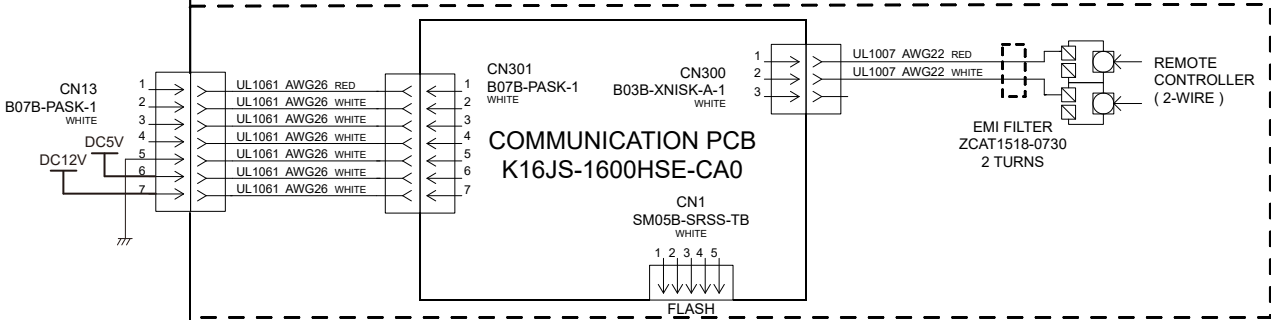 CN13
B07B-PASK-1
WHITE
DC5V
DC12V
1
2
3
4
5
6
7
UL1061 AWG26 RED
UL1061 AWG26 WHITE
UL1061 AWG26 WHITE
UL1061 AWG26 WHITE
UL1061 AWG26 WHITE
UL1061 AWG26 WHITE
UL1061 AWG26 WHITE
1
2
3
4
5
6
7
CN301
B07B-PASK-1
WHITE
CN300
B03B-XNISK-A-1
WHITE
1
2
3
COMMUNICATION PCB
K16JS-1600HSE-CA0
CN1
SM05B-SRSS-TB
WHITE
1 2 3 4 5
FLASH
UL1007 AWG22 RED
UL1007 AWG22 WHITE
EMI FILTER
ZCAT1518-0730
2 TURNS
REMOTE
CONTROLLER
( 2-WIRE )